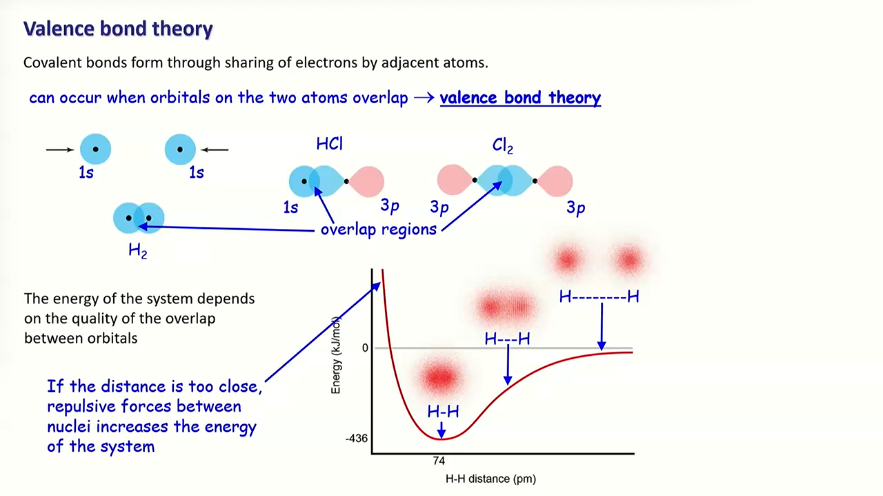 Valence bond theory
Covalent bonds form through sharing of electrons by adjacent atoms.
can occur when orbitals on the two atoms overlap → valence bond theory
HCl
Cl₂
1s
1s
1s
3p
3p
3p
overlap regions
H₂
The energy of the system depends
on the quality of the overlap
between orbitals
H--------H
H---H
H-H
If the distance is too close,
repulsive forces between
nuclei increases the energy
of the system
Energy (kJ/mol)
0
-436
74
H-H distance (pm)